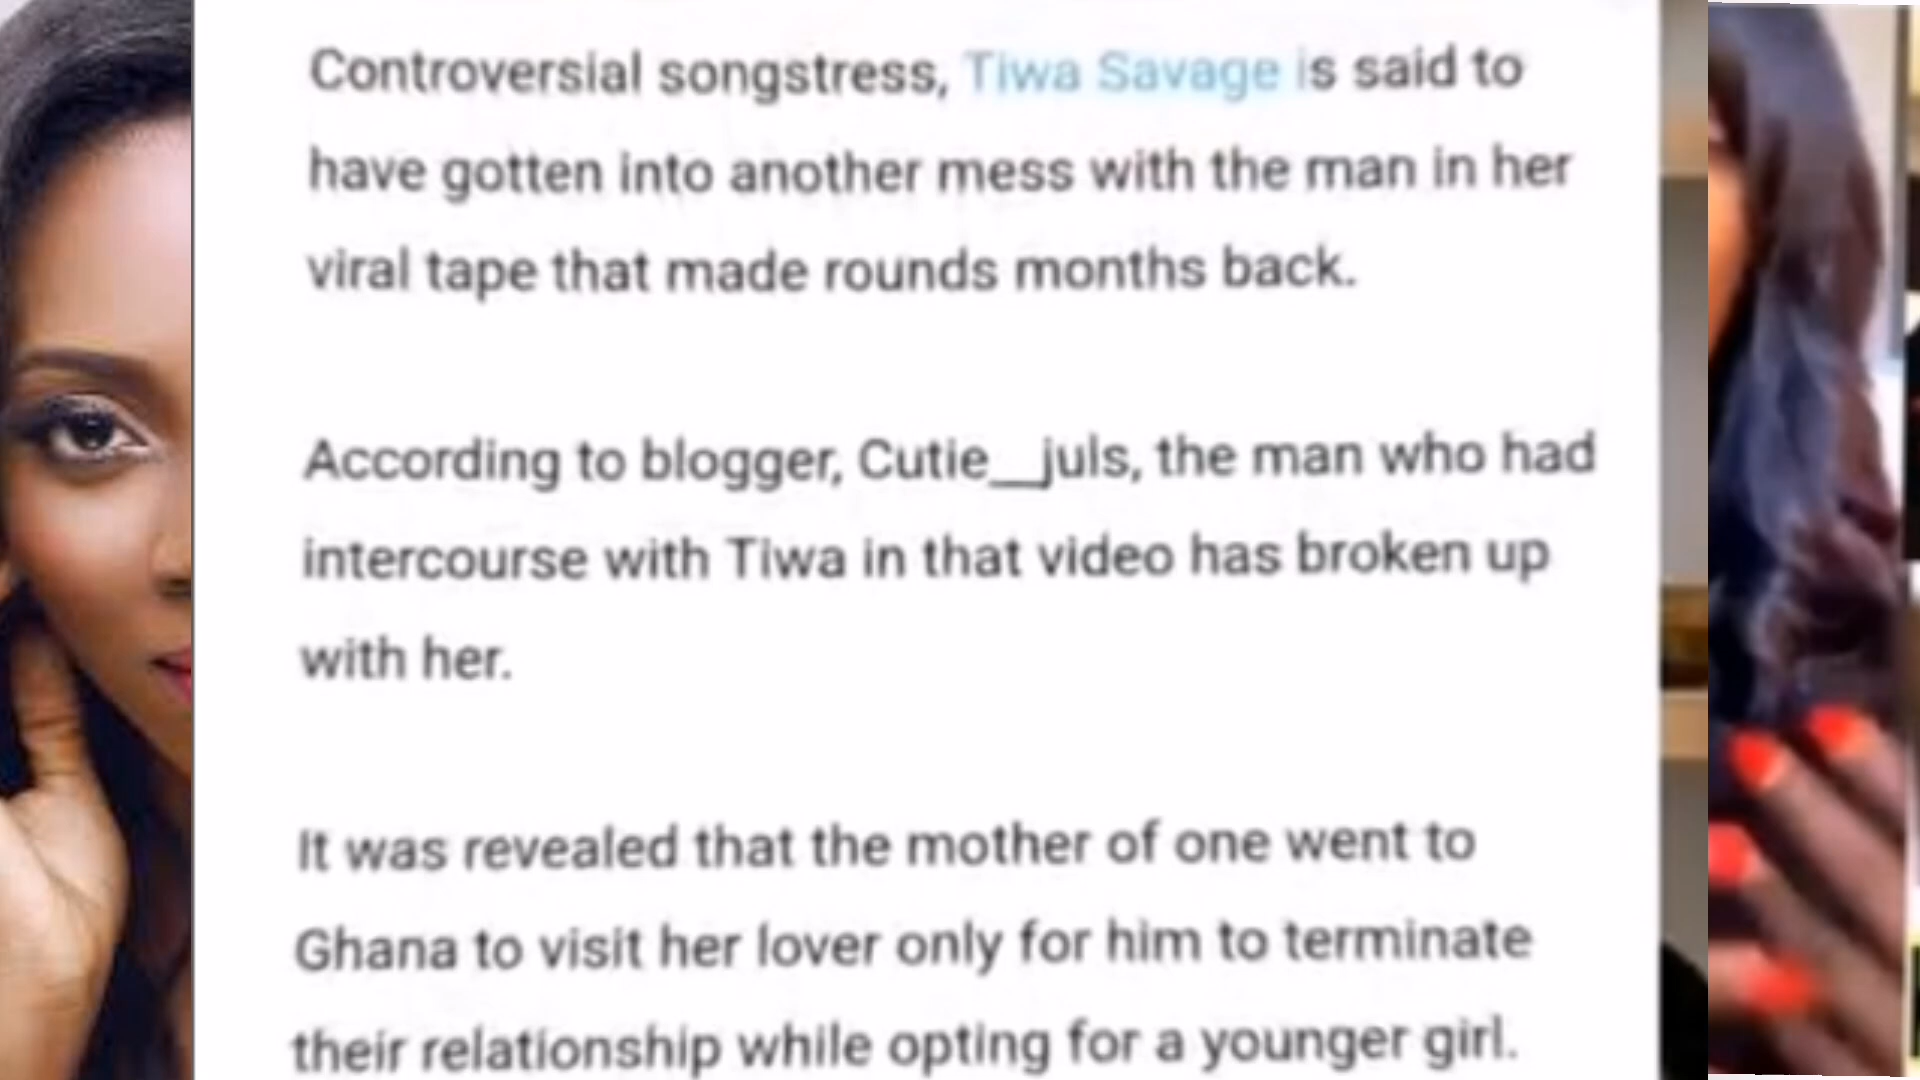 Controversial songstress, Tiwa Savage is said to
have gotten into another mess with the man in her
viral tape that made rounds months back.
According to blogger, Cutie__juls, the man who had
intercourse with Tiwa in that video has broken up
with her.
It was revealed that the mother of one went to
Ghana to visit her lover only for him to terminate
their relationship while opting for a younger girl.